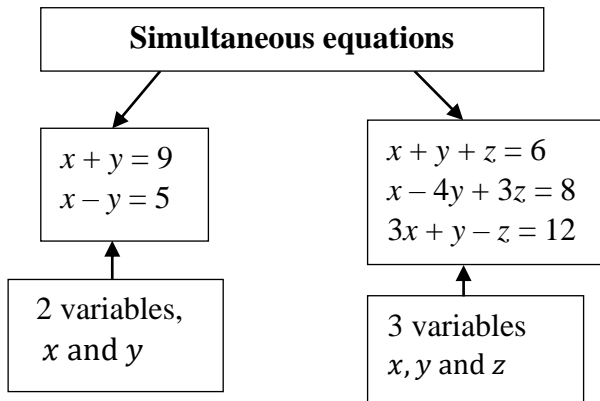 Simultaneous equations
x + y = 9
x – y = 5
2 variables,
x and y
x + y + z = 6
x – 4y + 3z = 8
3x + y – z = 12
3 variables
x, y and z